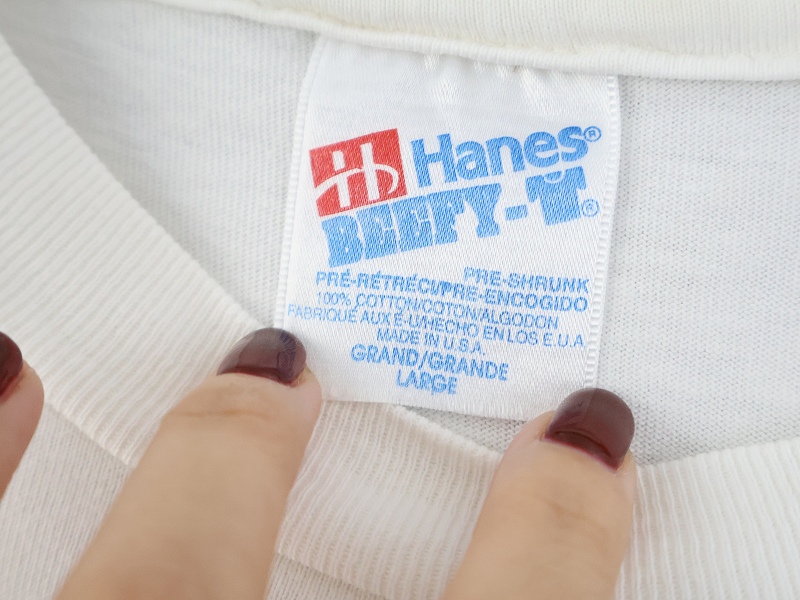 Hanes®
BEEFY-T®
PRE-SHRUNK
PRÉ-RÉTRÉCI/PRE-ENCOGIDO
100% COTTON/COTON/ALGODON
FABRIQUÉ AUX É-U/HECHO EN LOS E.U.A.
MADE IN U.S.A.
GRAND/GRANDE
LARGE